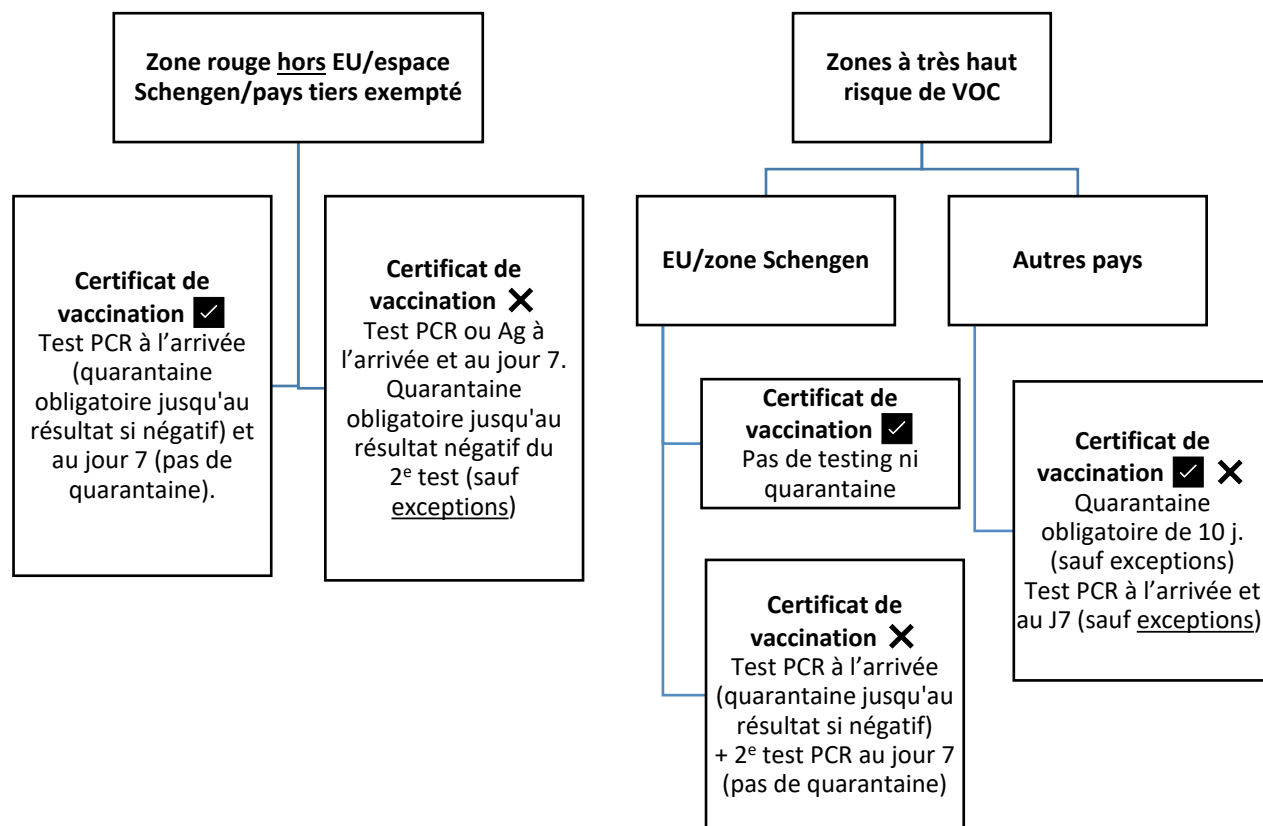 Zone rouge hors EU/espace
Schengen/pays tiers exempté
Certificat de
vaccination ✓
Test PCR à l’arrivée
(quarantaine
obligatoire jusqu'au
résultat si négatif) et
au jour 7 (pas de
quarantaine).
Certificat de
vaccination ✕
Test PCR ou Ag à
l’arrivée et au jour 7.
Quarantaine
obligatoire jusqu'au
résultat négatif du
2e test (sauf
exceptions)
Zones à très haut
risque de VOC
EU/zone Schengen
Certificat de
vaccination ✓
Pas de testing ni
quarantaine
Certificat de
vaccination ✕
Test PCR à l’arrivée
(quarantaine jusqu'au
résultat si négatif)
+ 2e test PCR au jour 7
(pas de quarantaine)
Autres pays
Certificat de
vaccination ✓ ✕
Quarantaine
obligatoire de 10 j.
(sauf exceptions)
Test PCR à l’arrivée et
au J7 (sauf exceptions)